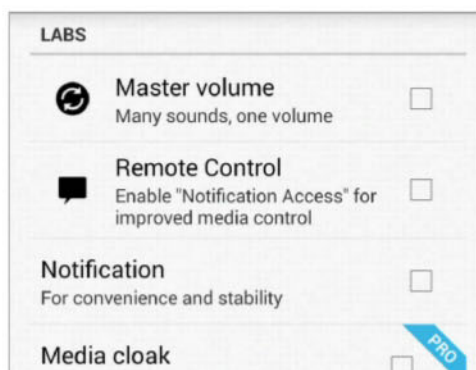 LABS
Master volume
Many sounds, one volume
Remote Control
Enable "Notification Access" for
improved media control
Notification
For convenience and stability
PRO
Media cloak